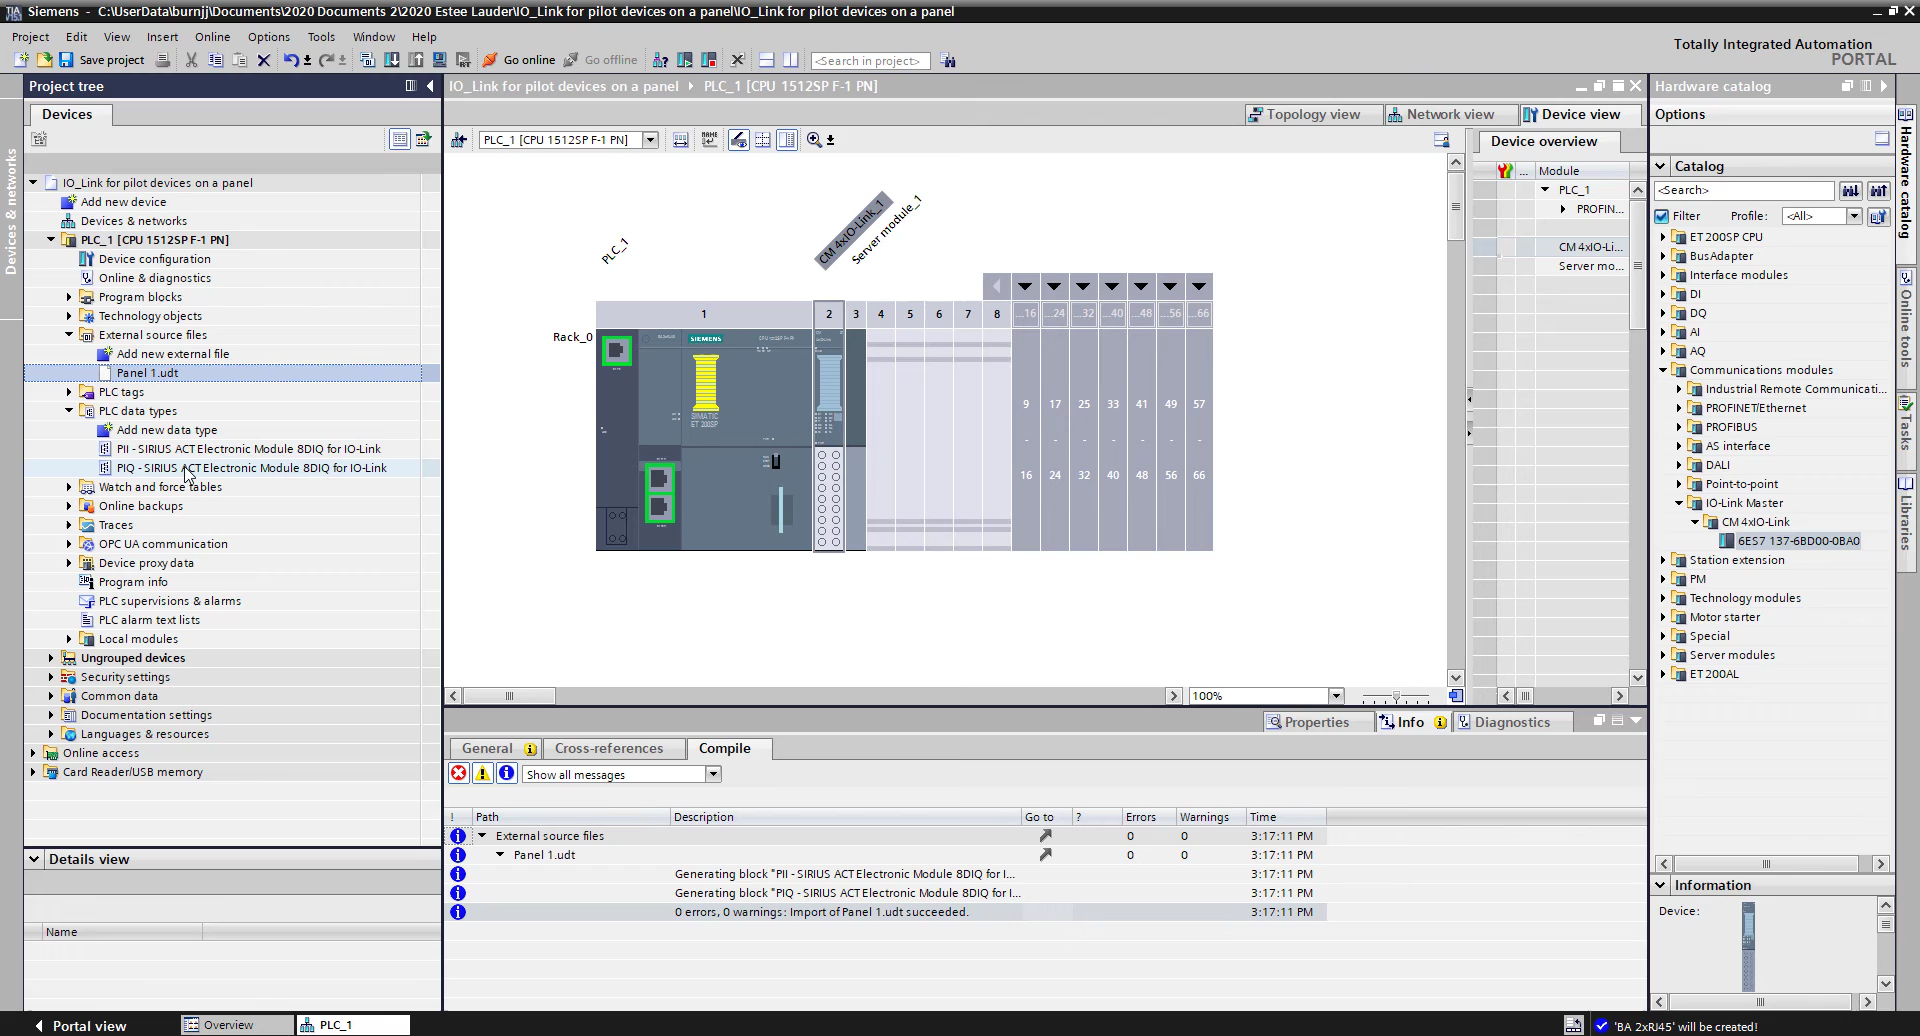 Siemens - C:\UserData\burnjj\Documents\2020 Documents 2\2020 Estee Lauder\IO_Link for pilot devices on a panel\IO_Link for pilot devices on a panel
Project Edit View Insert Online Options Tools Window Help
Totally Integrated Automation
PORTAL
Save project
Go online
Go offline
<Search in project>
Project tree
IO_Link for pilot devices on a panel
PLC_1 [CPU 1512SP F-1 PN]
Hardware catalog
Devices
Topology view
Network view
Device view
Options
PLC_1 [CPU 1512SP F-1 PN]
Device overview
Devices & networks
IO_Link for pilot devices on a panel
Add new device
Devices & networks
PLC_1 [CPU 1512SP F-1 PN]
Device configuration
Online & diagnostics
Program blocks
Technology objects
External source files
Add new external file
Panel 1.udt
PLC tags
PLC data types
Add new data type
PII - SIRIUS ACT Electronic Module 8DIQ for IO-Link
PIQ - SIRIUS ACT Electronic Module 8DIQ for IO-Link
Watch and force tables
Online backups
Traces
OPC UA communication
Device proxy data
Program info
PLC supervisions & alarms
PLC alarm text lists
Local modules
Ungrouped devices
Security settings
Common data
Documentation settings
Languages & resources
Online access
Card Reader/USB memory
Details view
Name
PLC_1
CM 4xIO-Link_1
Server module_1
Rack_0
1 2 3 4 5 6 7 8 ...16 ...24 ...32 ...40 ...48 ...56 ...66
SIEMENS
SIMATIC
ET 200SP
9 17 25 33 41 49 57
- - - - - - -
16 24 32 40 48 56 66
100%
... Module
PLC_1
PROFIN...
CM 4xIO-Li...
Server mo...
Catalog
<Search>
Filter Profile: <All>
ET 200SP CPU
BusAdapter
Interface modules
DI
DQ
AI
AQ
Communications modules
Industrial Remote Communicati...
PROFINET/Ethernet
PROFIBUS
AS interface
DALI
Point-to-point
IO-Link Master
CM 4xIO-Link
6ES7 137-6BD00-0BA0
Station extension
PM
Technology modules
Motor starter
Special
Server modules
ET 200AL
Information
Device:
Hardware catalog
Online tools
Tasks
Libraries
Properties
Info
Diagnostics
General
Cross-references
Compile
Show all messages
! Path Description Go to ? Errors Warnings Time
External source files 0 0 3:17:11 PM
Panel 1.udt 0 0 3:17:11 PM
Generating block "PII - SIRIUS ACT Electronic Module 8DIQ for I... 3:17:11 PM
Generating block "PIQ - SIRIUS ACT Electronic Module 8DIQ for I... 3:17:11 PM
0 errors, 0 warnings: Import of Panel 1.udt succeeded. 3:17:11 PM
Portal view
Overview
PLC_1
'BA 2xRJ45' will be created!